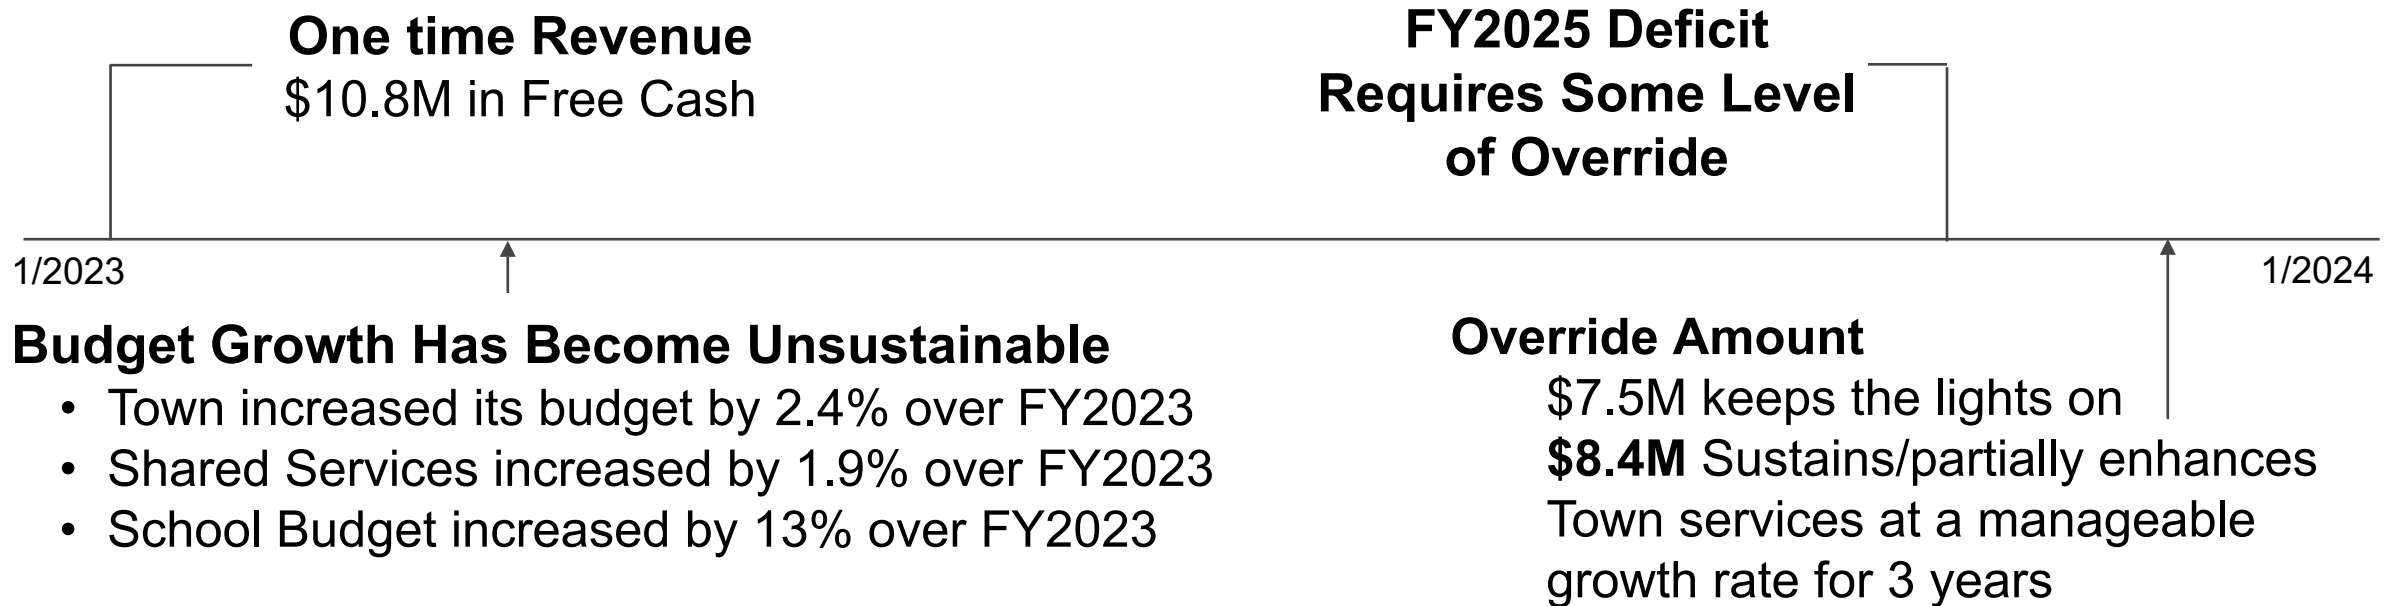 One time Revenue
$10.8M in Free Cash
FY2025 Deficit
Requires Some Level
of Override
1/2023
1/2024
Budget Growth Has Become Unsustainable
• Town increased its budget by 2.4% over FY2023
• Shared Services increased by 1.9% over FY2023
• School Budget increased by 13% over FY2023
Override Amount
$7.5M keeps the lights on
$8.4M Sustains/partially enhances
Town services at a manageable
growth rate for 3 years